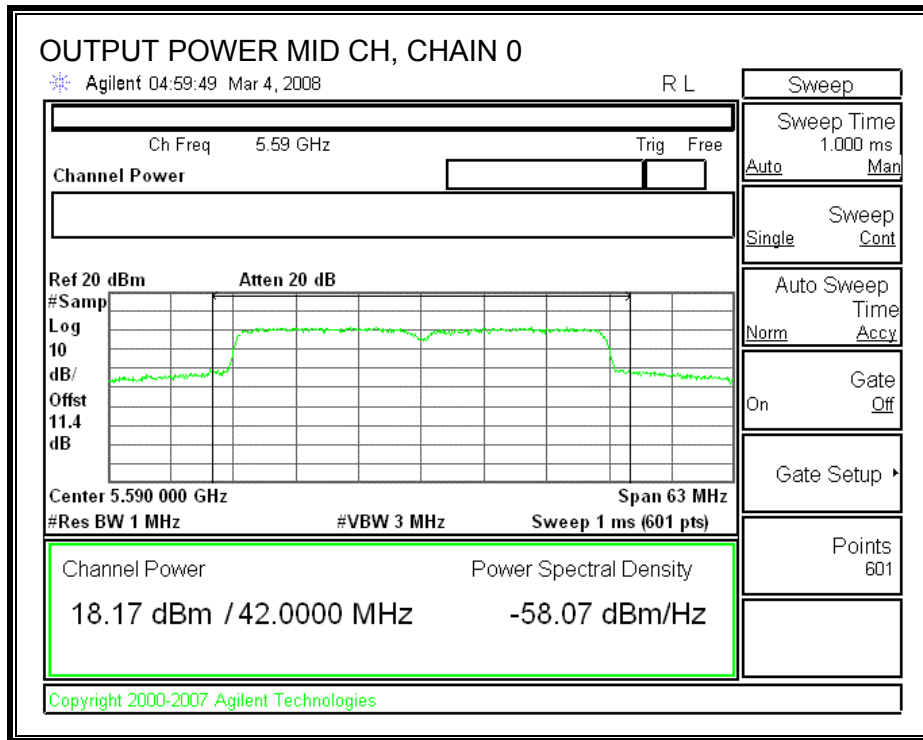 OUTPUT POWER MID CH, CHAIN 0
Agilent 04:59:49 Mar 4, 2008 R L
Ch Freq 5.59 GHz Trig Free
Channel Power
Ref 20 dBm Atten 20 dB
#Samp
Log
10
dB/
Offst
11.4
dB
Center 5.590 000 GHz Span 63 MHz
#Res BW 1 MHz #VBW 3 MHz Sweep 1 ms (601 pts)
Channel Power Power Spectral Density
18.17 dBm / 42.0000 MHz -58.07 dBm/Hz
Copyright 2000-2007 Agilent Technologies
Sweep
Sweep Time
1.000 ms
Auto Man
Sweep
Single Cont
Auto Sweep
Time
Norm Accy
Gate
On Off
Gate Setup
Points
601